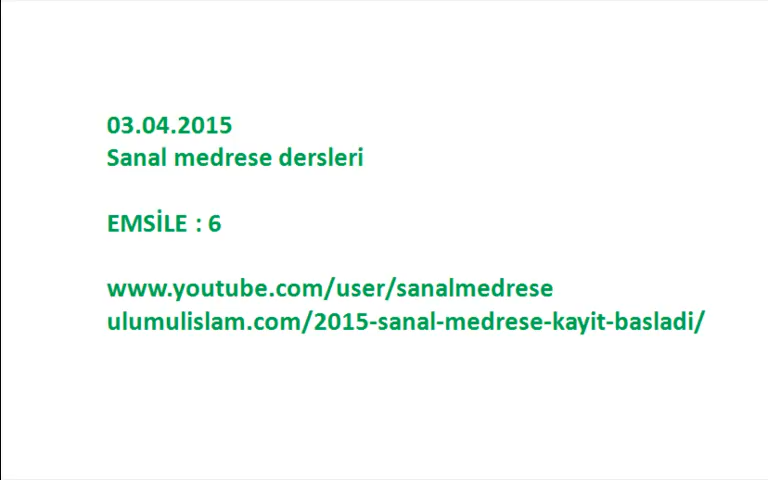 03.04.2015
Sanal medrese dersleri
EMSİLE : 6
www.youtube.com/user/sanalmedrese
ulumulislam.com/2015-sanal-medrese-kayit-basladi/